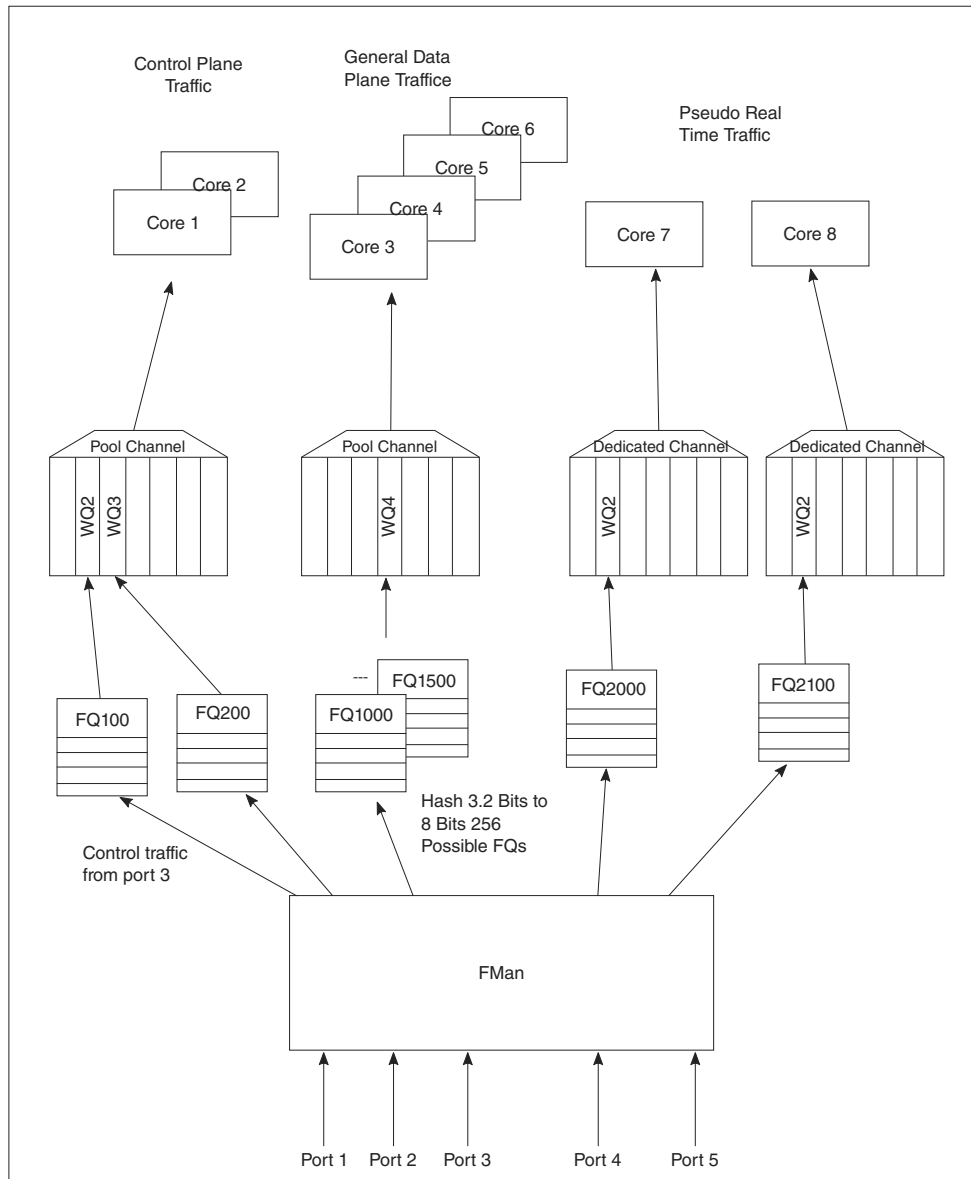 Control Plane
Traffic
General Data
Plane Traffice
Pseudo Real
Time Traffic
Core 2
Core 1
Core 6
Core 5
Core 4
Core 3
Core 7
Core 8
Pool Channel
WQ2
WQ3
Pool Channel
WQ4
Dedicated Channel
WQ2
Dedicated Channel
WQ2
FQ100
FQ200
---
FQ1500
FQ1000
FQ2000
FQ2100
Hash 3.2 Bits to
8 Bits 256
Possible FQs
Control traffic
from port 3
FMan
Port 1
Port 2
Port 3
Port 4
Port 5